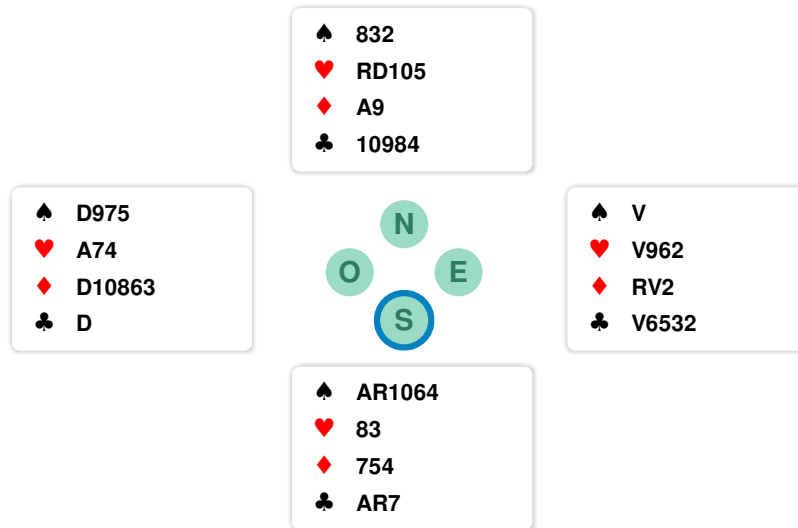 ♠ 832
♥ RD105
♦ A9
♣ 10984
♠ D975
♥ A74
♦ D10863
♣ D
N
O E
S
♠ V
♥ V962
♦ RV2
♣ V6532
♠ AR1064
♥ 83
♦ 754
♣ AR7